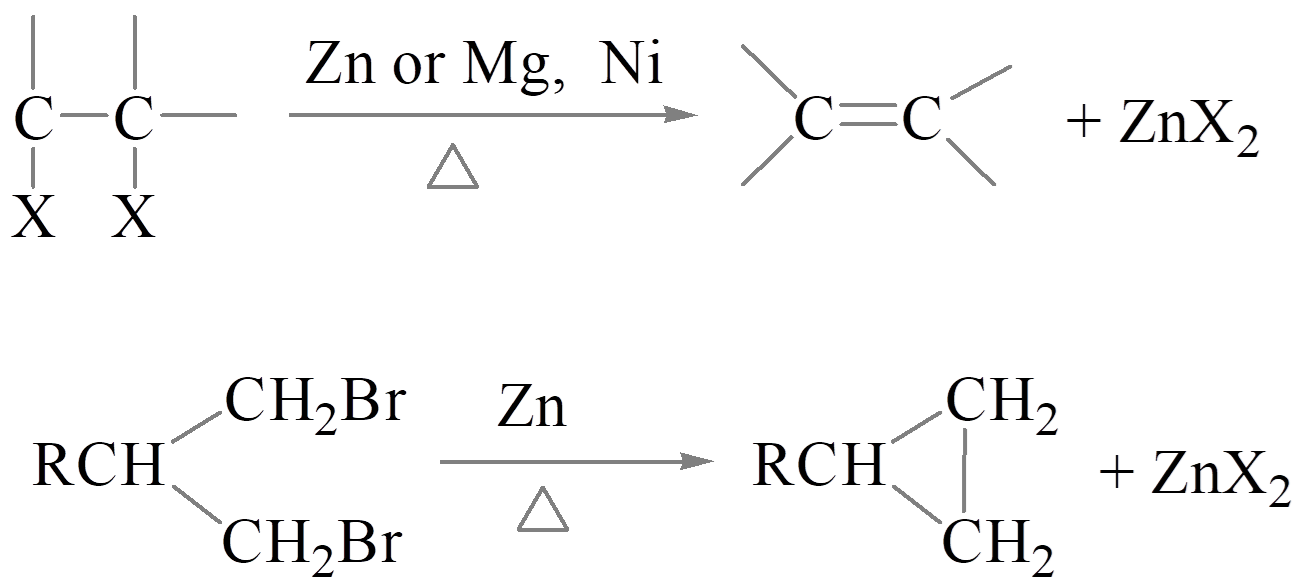 Zn or Mg, Ni
C C C C + ZnX2
X X
CH2Br Zn CH2
RCH RCH + ZnX2
CH2Br CH2